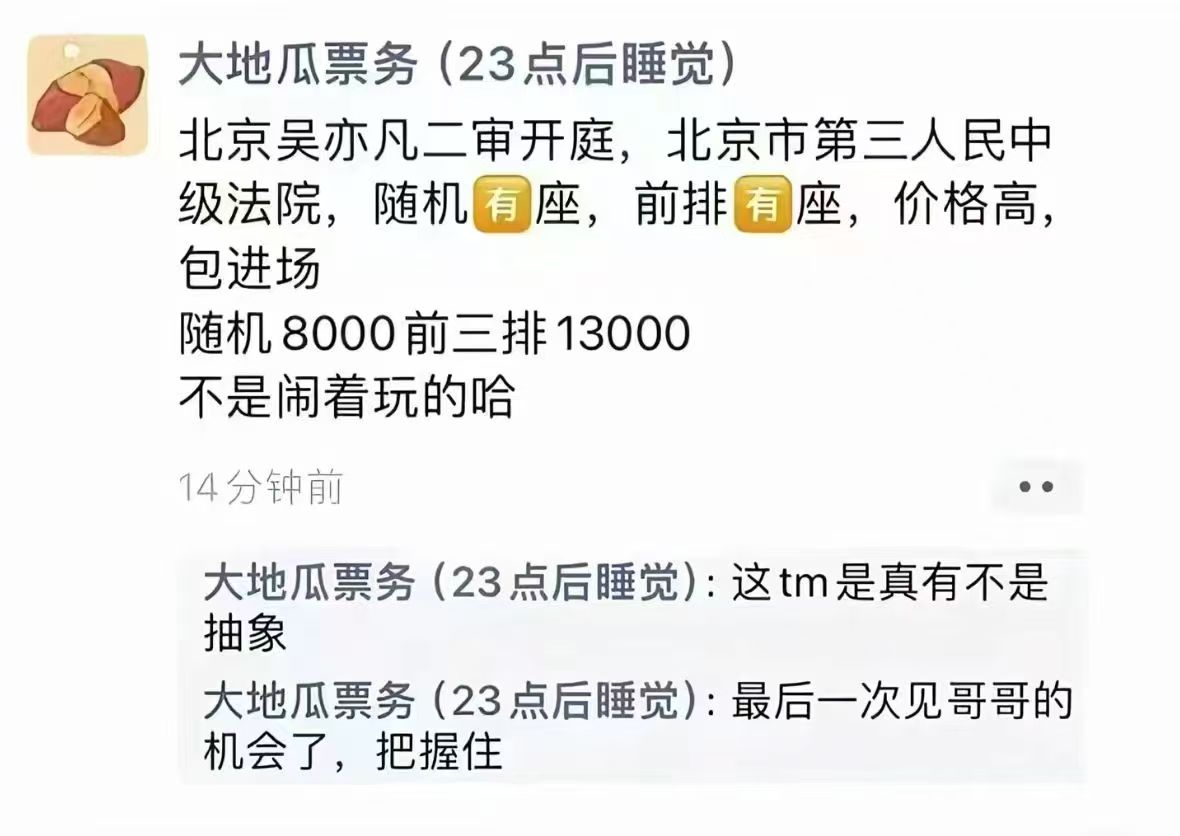 大地瓜票务（23点后睡觉）
北京吴亦凡二审开庭，北京市第三人民中
级法院，随机🈶座，前排🈶座，价格高，
包进场
随机8000前三排13000
不是闹着玩的哈
14分钟前
大地瓜票务（23点后睡觉）：这tm是真有不是
抽象
大地瓜票务（23点后睡觉）：最后一次见哥哥的
机会了，把握住